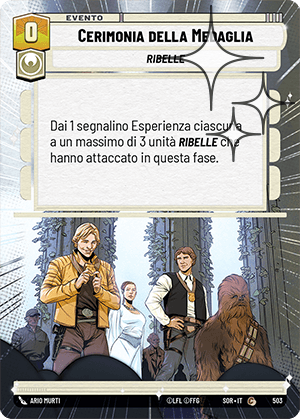 EVENTO
0
CERIMONIA DELLA MEDAGLIA
RIBELLE
Dai 1 segnalino Esperienza ciascuna
a un massimo di 3 unità RIBELLE che
hanno attaccato in questa fase.
ARIO MURTI
©LFL ©FFG
SOR • IT
C
503